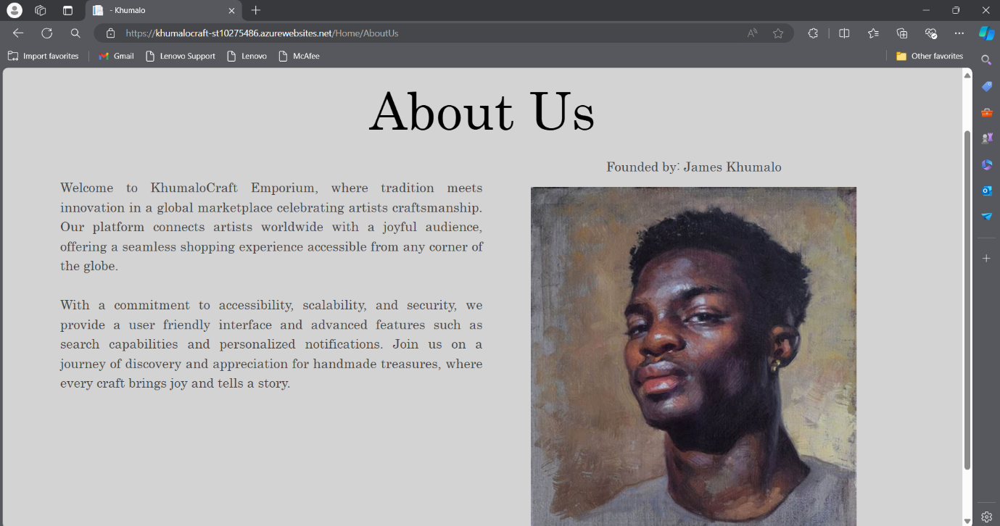 - Khumalo
https://khumalocraft-st10275486.azurewebsites.net/Home/AboutUs
Import favorites
Gmail
Lenovo Support
Lenovo
McAfee
Other favorites
About Us
Welcome to KhumaloCraft Emporium, where tradition meets
innovation in a global marketplace celebrating artists craftsmanship.
Our platform connects artists worldwide with a joyful audience,
offering a seamless shopping experience accessible from any corner of
the globe.
With a commitment to accessibility, scalability, and security, we
provide a user friendly interface and advanced features such as
search capabilities and personalized notifications. Join us on a
journey of discovery and appreciation for handmade treasures, where
every craft brings joy and tells a story.
Founded by: James Khumalo